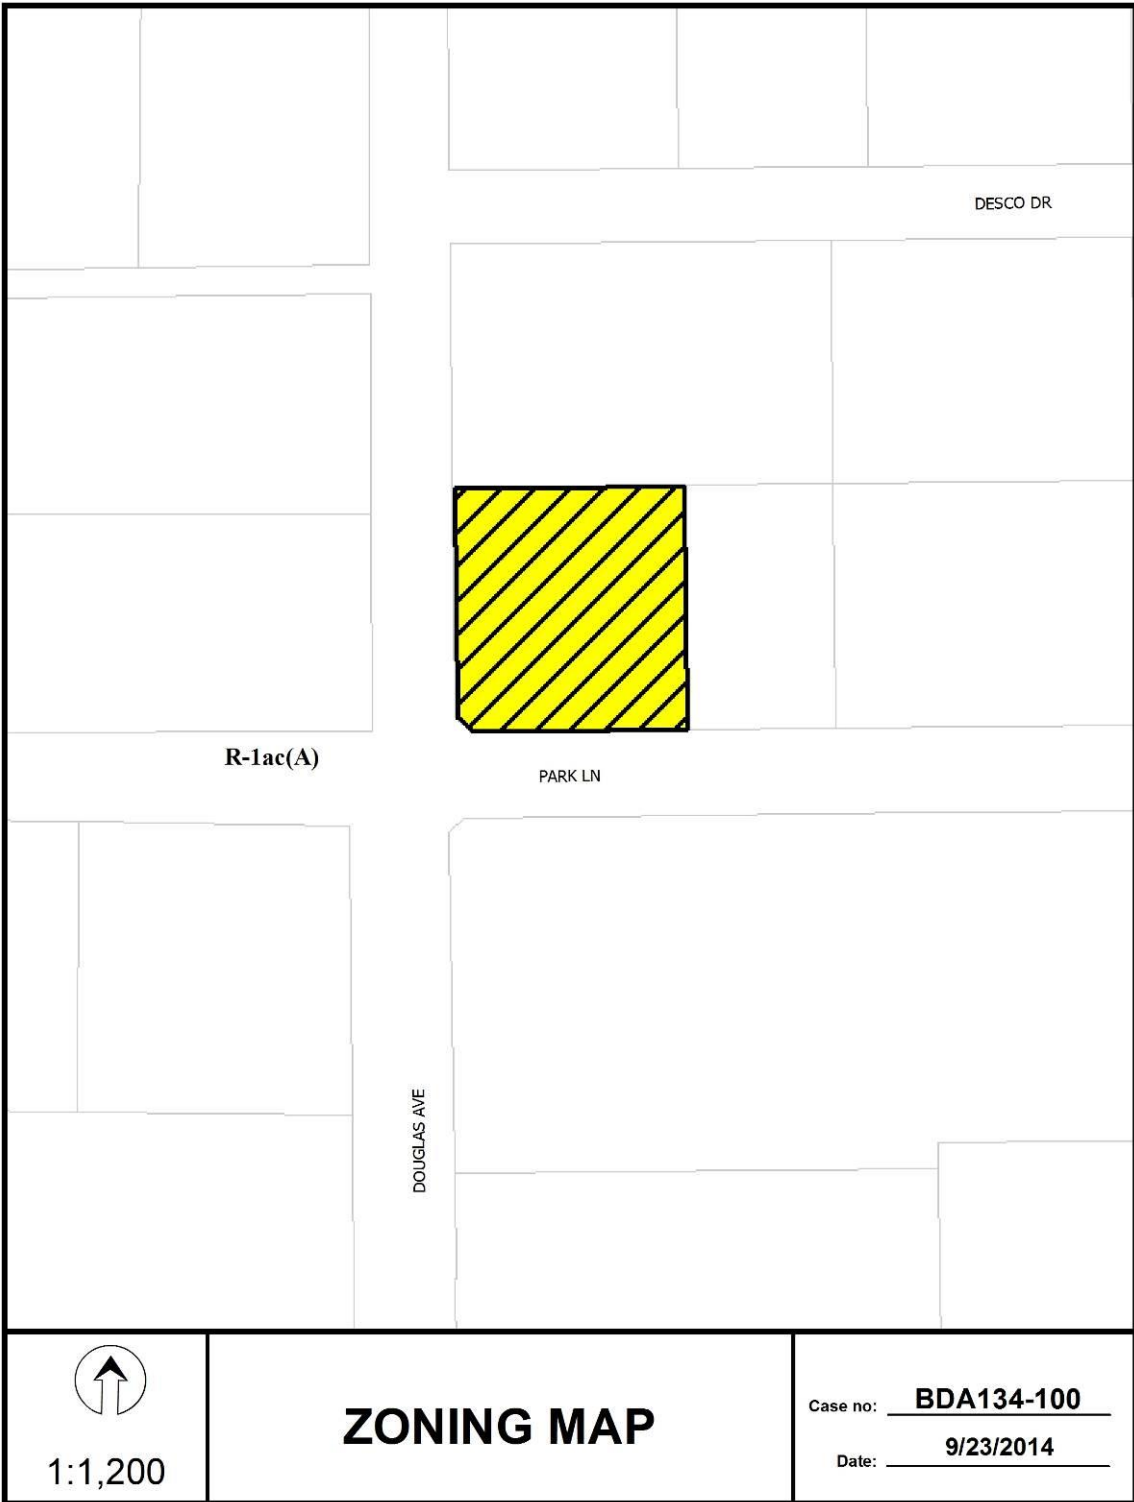 DESCO DR
R-1ac(A)
PARK LN
DOUGLAS AVE
1:1,200
ZONING MAP
Case no: BDA134-100
Date: 9/23/2014